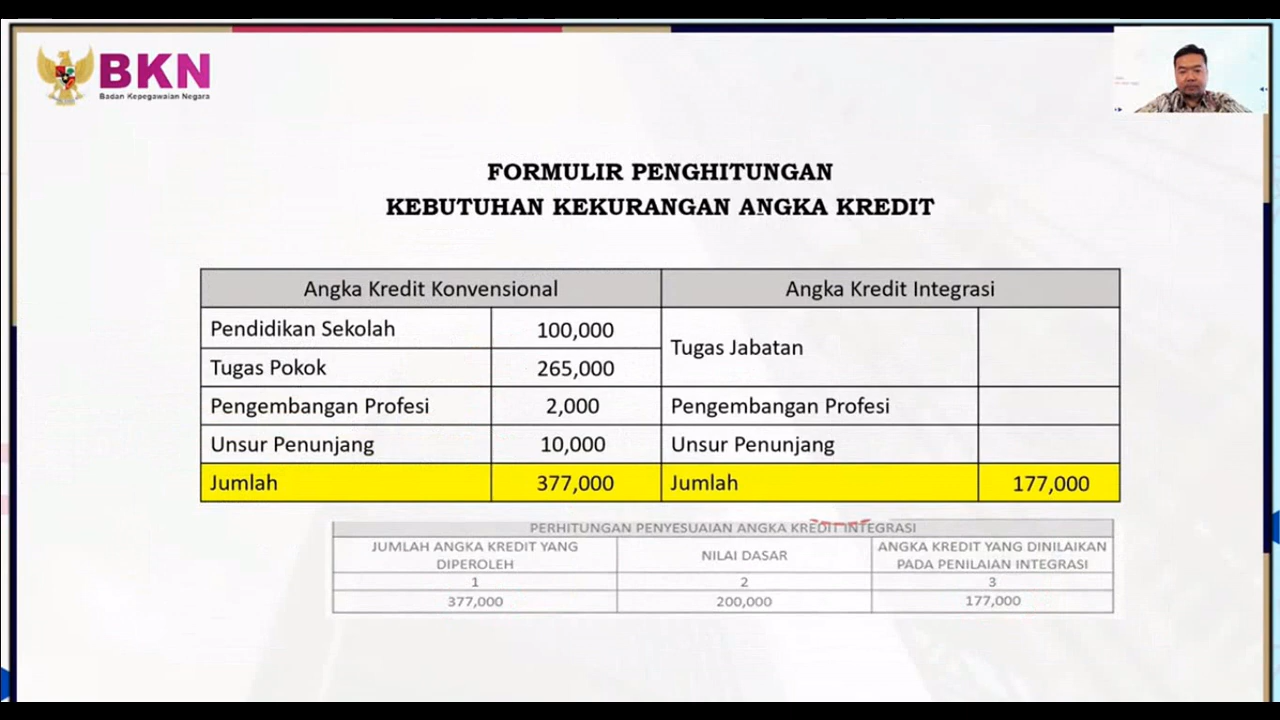 BKN
Badan Kepegawaian Negara
FORMULIR PENGHITUNGAN
KEBUTUHAN KEKURANGAN ANGKA KREDIT
Angka Kredit Konvensional Angka Kredit Integrasi
Pendidikan Sekolah 100,000
Tugas Jabatan
Tugas Pokok 265,000
Pengembangan Profesi 2,000 Pengembangan Profesi
Unsur Penunjang 10,000 Unsur Penunjang
Jumlah 377,000 Jumlah 177,000
PERHITUNGAN PENYESUAIAN ANGKA KREDIT INTEGRASI
JUMLAH ANGKA KREDIT YANG
DIPEROLEH
NILAI DASAR
ANGKA KREDIT YANG DINILAIKAN
PADA PENILAIAN INTEGRASI
1 2 3
377,000 200,000 177,000